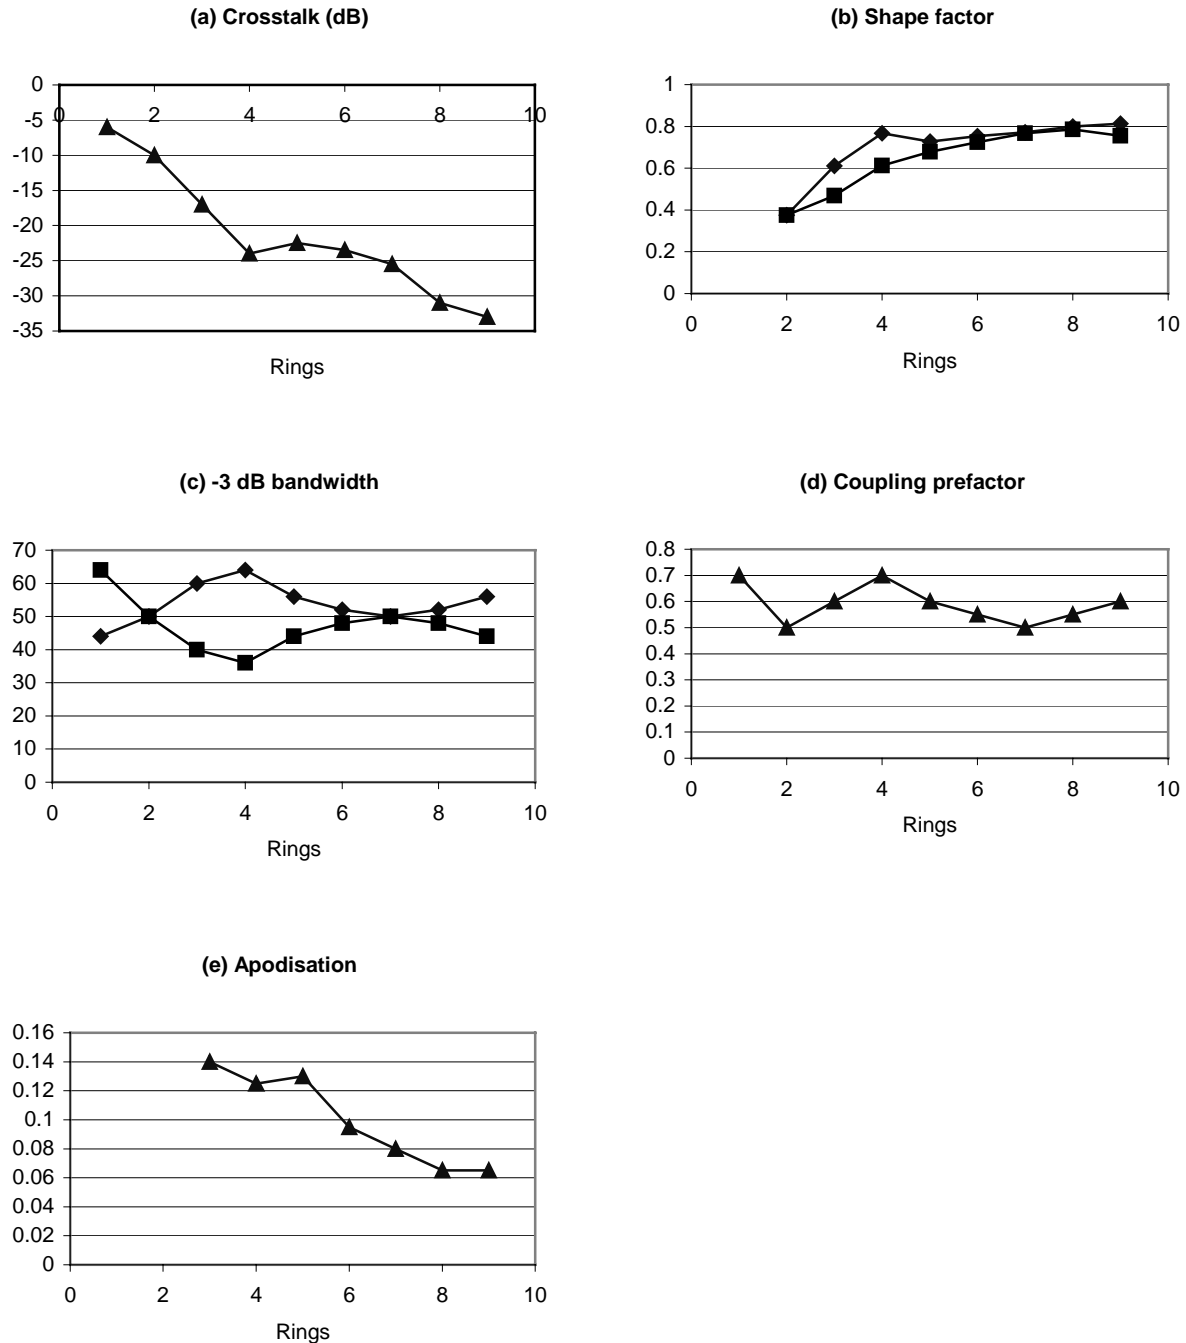 (a) Crosstalk (dB)
0
-5
-10
-15
-20
-25
-30
-35
0 2 4 6 8 10
Rings
(b) Shape factor
1
0.8
0.6
0.4
0.2
0
0 2 4 6 8 10
Rings
(c) -3 dB bandwidth
70
60
50
40
30
20
10
0
0 2 4 6 8 10
Rings
(d) Coupling prefactor
0.8
0.7
0.6
0.5
0.4
0.3
0.2
0.1
0
0 2 4 6 8 10
Rings
(e) Apodisation
0.16
0.14
0.12
0.1
0.08
0.06
0.04
0.02
0
0 2 4 6 8 10
Rings